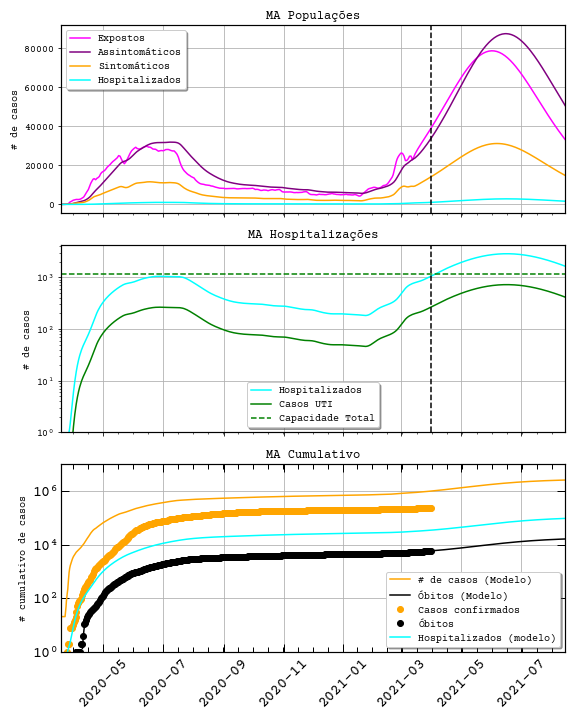 MA Populações
# de casos
80000
60000
40000
20000
0
Expostos
Assintomáticos
Sintomáticos
Hospitalizados
MA Hospitalizações
# de casos
10³
10²
10¹
10⁰
Hospitalizados
Casos UTI
Capacidade Total
MA Cumulativo
# cumulativo de casos
10⁶
10⁴
10²
10⁰
# de casos (Modelo)
Óbitos (Modelo)
Casos confirmados
Óbitos
Hospitalizados (modelo)
2020-05
2020-07
2020-09
2020-11
2021-01
2021-03
2021-05
2021-07